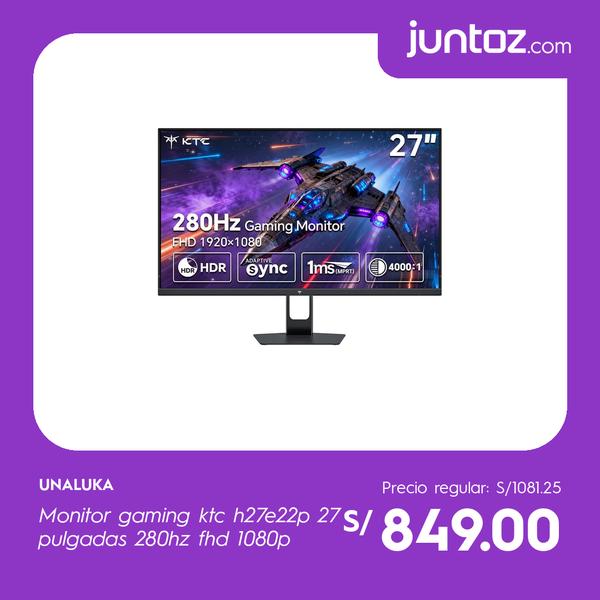 juntoz.com
KTC
27"
280Hz Gaming Monitor
FHD 1920×1080
HDR HDR
ADAPTIVE
sync
1ms(MPRT)
4000:1
UNALUKA
Monitor gaming ktc h27e22p 27
pulgadas 280hz fhd 1080p
Precio regular: S/1081.25
S/ 849.00